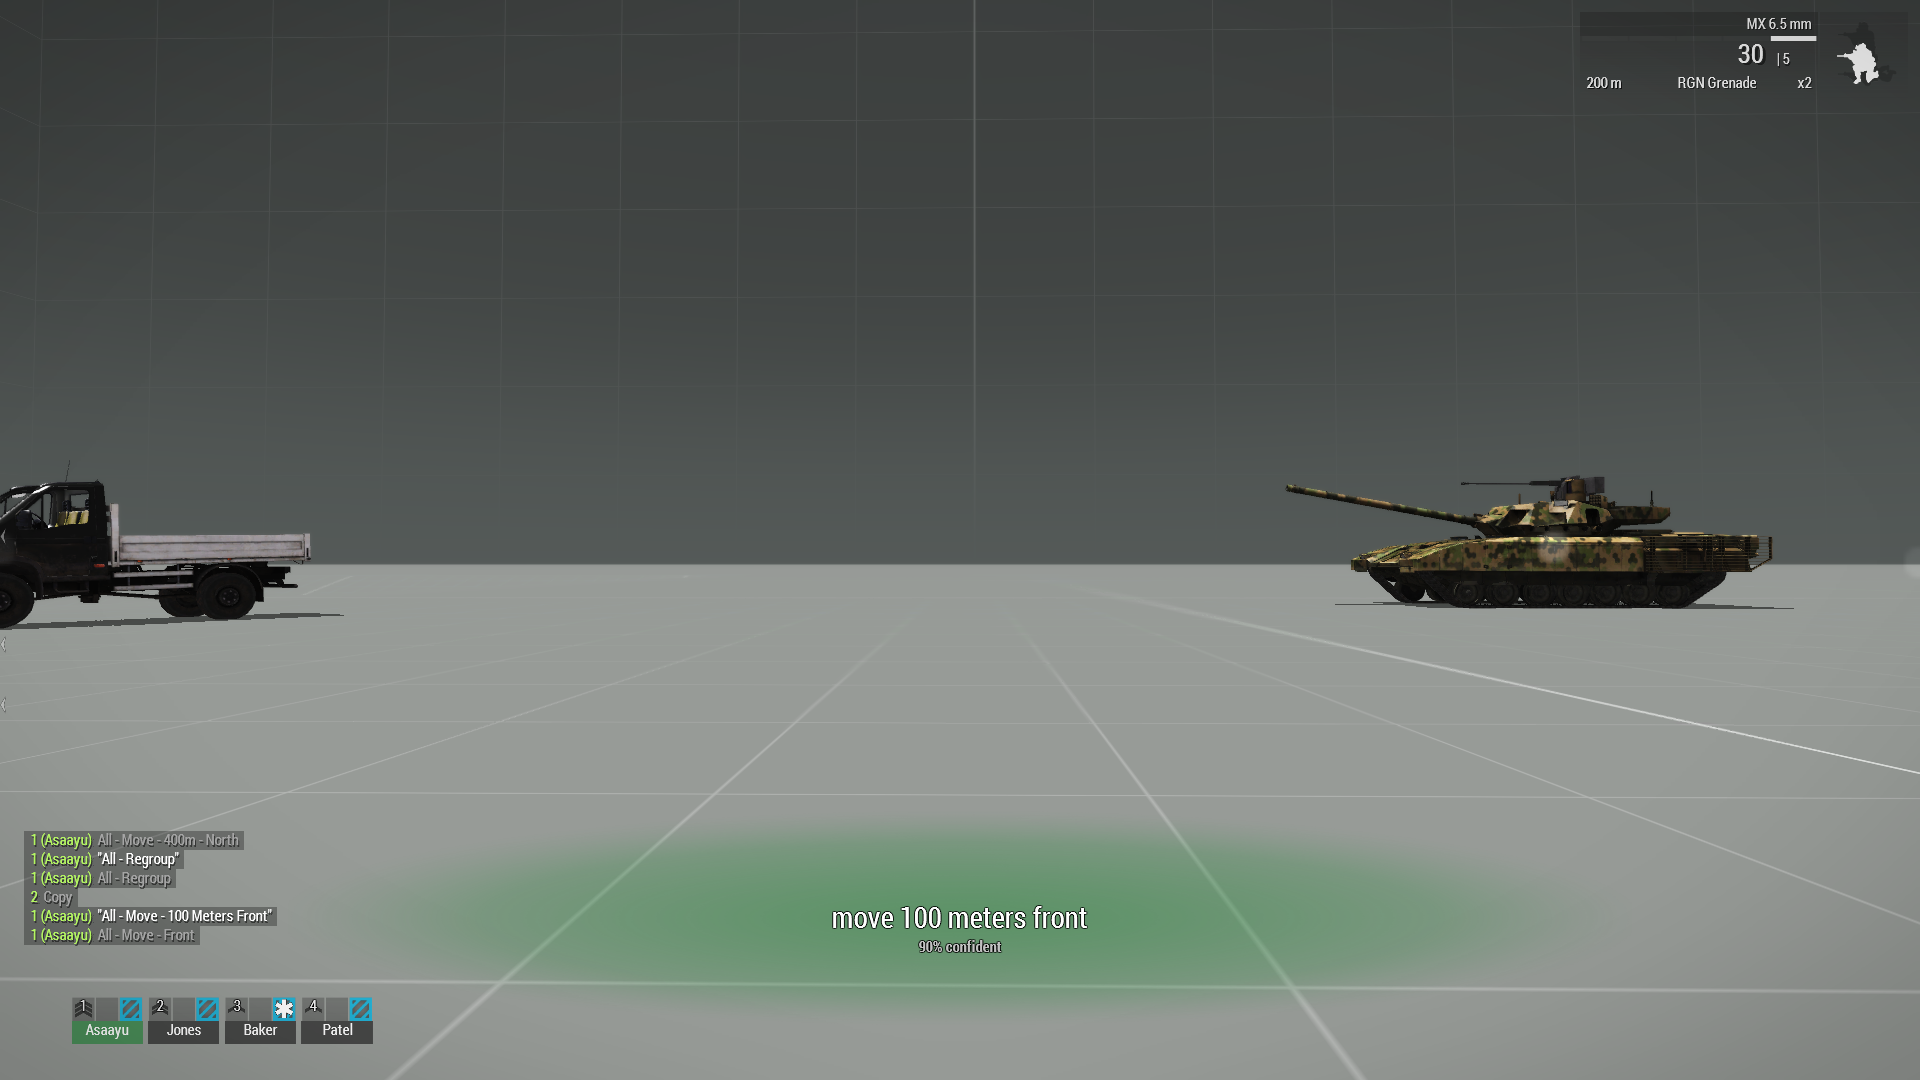 MX 6.5 mm
30 | 5
200 m RGN Grenade x2
1 (Asaayu) All - Move - 400m - North
1 (Asaayu) "All - Regroup"
1 (Asaayu) All - Regroup
2 Copy
1 (Asaayu) "All - Move - 100 Meters Front"
1 (Asaayu) All - Move - Front
move 100 meters front
90% confident
1 2 3 4
Asaayu Jones Baker Patel